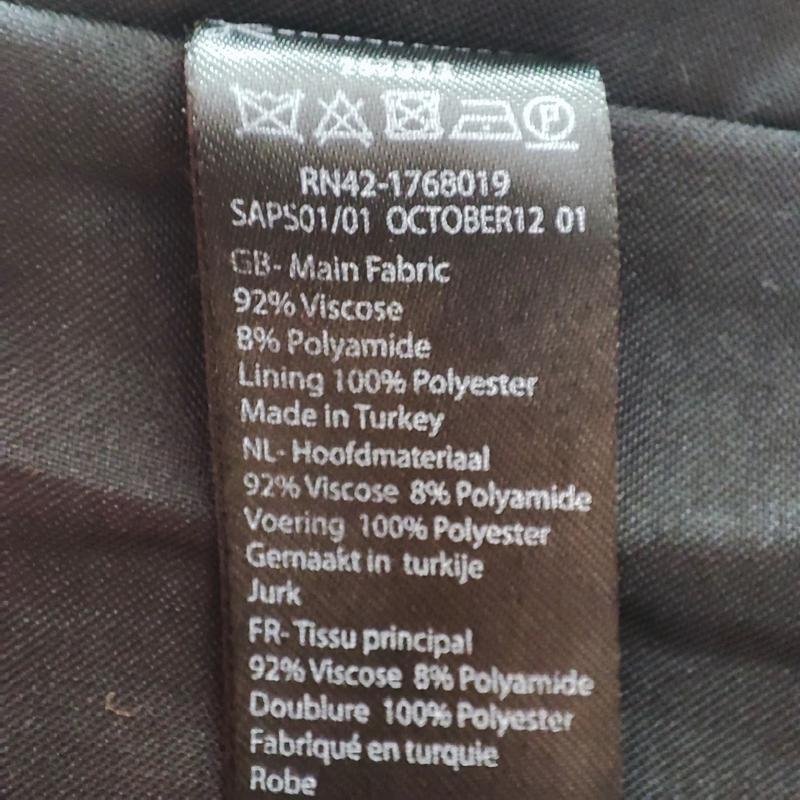 RN42-1768019
SAPS01/01 OCTOBER12 01
GB- Main Fabric
92% Viscose
8% Polyamide
Lining 100% Polyester
Made in Turkey
NL- Hoofdmateriaal
92% Viscose 8% Polyamide
Voering 100% Polyester
Gemaakt in turkije
Jurk
FR- Tissu principal
92% Viscose 8% Polyamide
Doublure 100% Polyester
Fabriqué en turquie
Robe